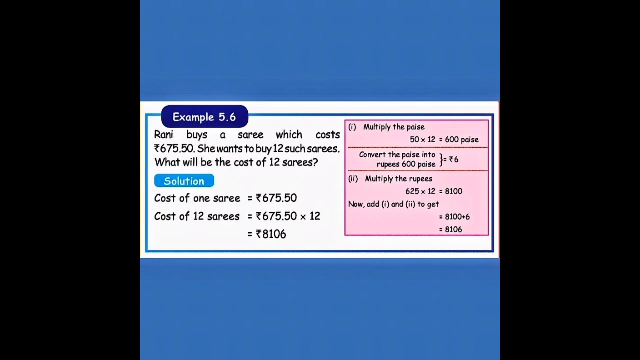 Example 5.6
Rani buys a saree which costs
₹675.50. She wants to buy 12 such sarees.
What will be the cost of 12 sarees?
Solution
Cost of one saree = ₹675.50
Cost of 12 sarees = ₹675.50 × 12
= ₹8106
(i) Multiply the paise
50 × 12 = 600 paise
Convert the paise into
rupees 600 paise } = ₹6
(ii) Multiply the rupees
625 × 12 = 8100
Now, add (i) and (ii) to get
= 8100+6
= 8106